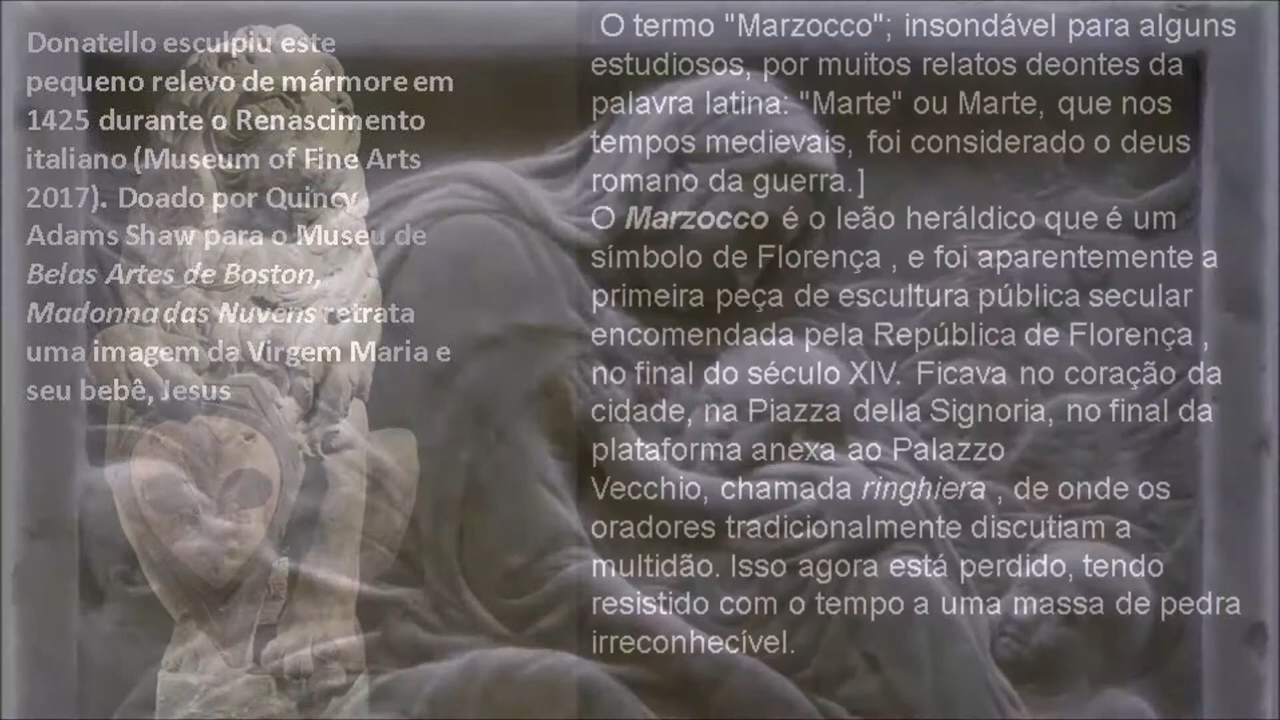 Donatello esculpiu este
pequeno relevo de mármore em
1425 durante o Renascimento
italiano (Museum of Fine Arts
2017). Doado por Quincy
Adams Shaw para o Museu de
Belas Artes de Boston,
Madonna das Nuvens retrata
uma imagem da Virgem Maria e
seu bebê, Jesus
O termo "Marzocco"; insondável para alguns
estudiosos, por muitos relatos deontes da
palavra latina: "Marte" ou Marte, que nos
tempos medievais, foi considerado o deus
romano da guerra.]
O Marzocco é o leão heráldico que é um
símbolo de Florença , e foi aparentemente a
primeira peça de escultura pública secular
encomendada pela República de Florença ,
no final do século XIV. Ficava no coração da
cidade, na Piazza della Signoria, no final da
plataforma anexa ao Palazzo
Vecchio, chamada ringhiera , de onde os
oradores tradicionalmente discutiam a
multidão. Isso agora está perdido, tendo
resistido com o tempo a uma massa de pedra
irreconhecível.